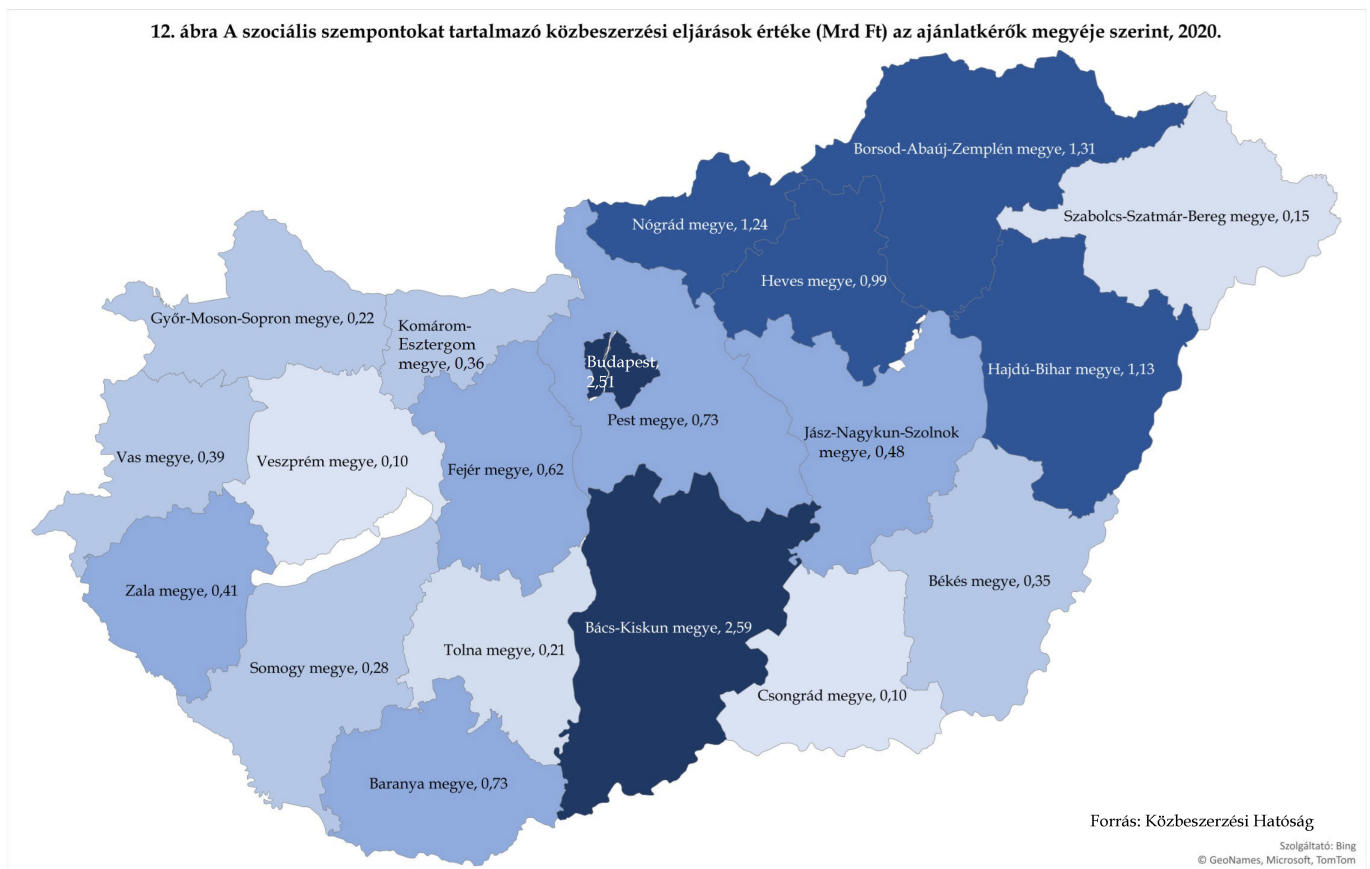 12. ábra A szociális szempontokat tartalmazó közbeszerzési eljárások értéke (Mrd Ft) az ajánlatkérők megyéje szerint, 2020.
Borsod-Abaúj-Zemplén megye, 1,31
Szabolcs-Szatmár-Bereg megye, 0,15
Nógrád megye, 1,24
Heves megye, 0,99
Győr-Moson-Sopron megye, 0,22
Komárom-
Esztergom
megye, 0,36
Budapest,
2,51
Hajdú-Bihar megye, 1,13
Pest megye, 0,73
Jász-Nagykun-Szolnok
megye, 0,48
Vas megye, 0,39
Veszprém megye, 0,10
Fejér megye, 0,62
Zala megye, 0,41
Békés megye, 0,35
Bács-Kiskun megye, 2,59
Tolna megye, 0,21
Somogy megye, 0,28
Csongrád megye, 0,10
Baranya megye, 0,73
Forrás: Közbeszerzési Hatóság
Szolgáltató: Bing
© GeoNames, Microsoft, TomTom